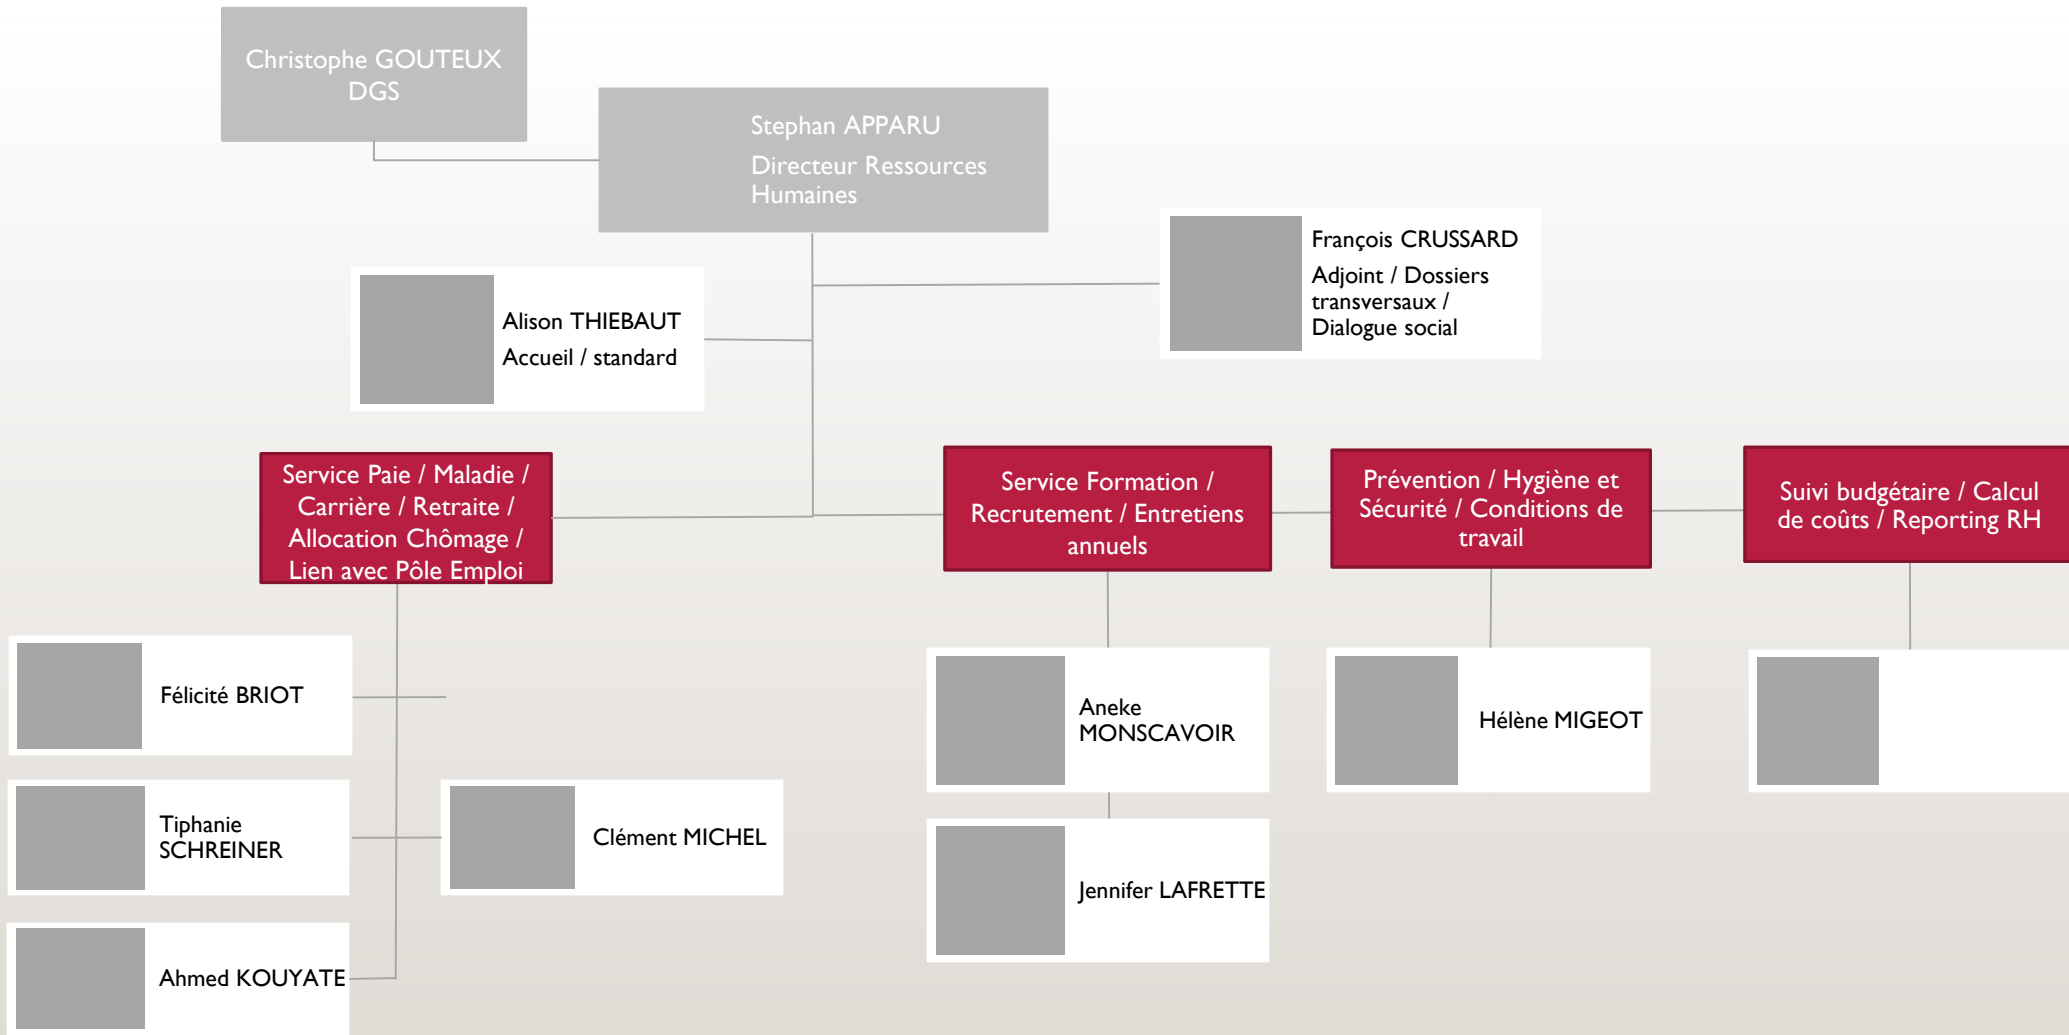 Christophe GOUTEUX
DGS
Stephan APPARU
Directeur Ressources
Humaines
François CRUSSARD
Adjoint / Dossiers
transversaux /
Dialogue social
Alison THIEBAUT
Accueil / standard
Service Paie / Maladie /
Carrière / Retraite /
Allocation Chômage /
Lien avec Pôle Emploi
Service Formation /
Recrutement / Entretiens
annuels
Prévention / Hygiène et
Sécurité / Conditions de
travail
Suivi budgétaire / Calcul
de coûts / Reporting RH
Félicité BRIOT
Tiphanie
SCHREINER
Clément MICHEL
Ahmed KOUYATE
Aneke
MONSCAVOIR
Jennifer LAFRETTE
Hélène MIGEOT